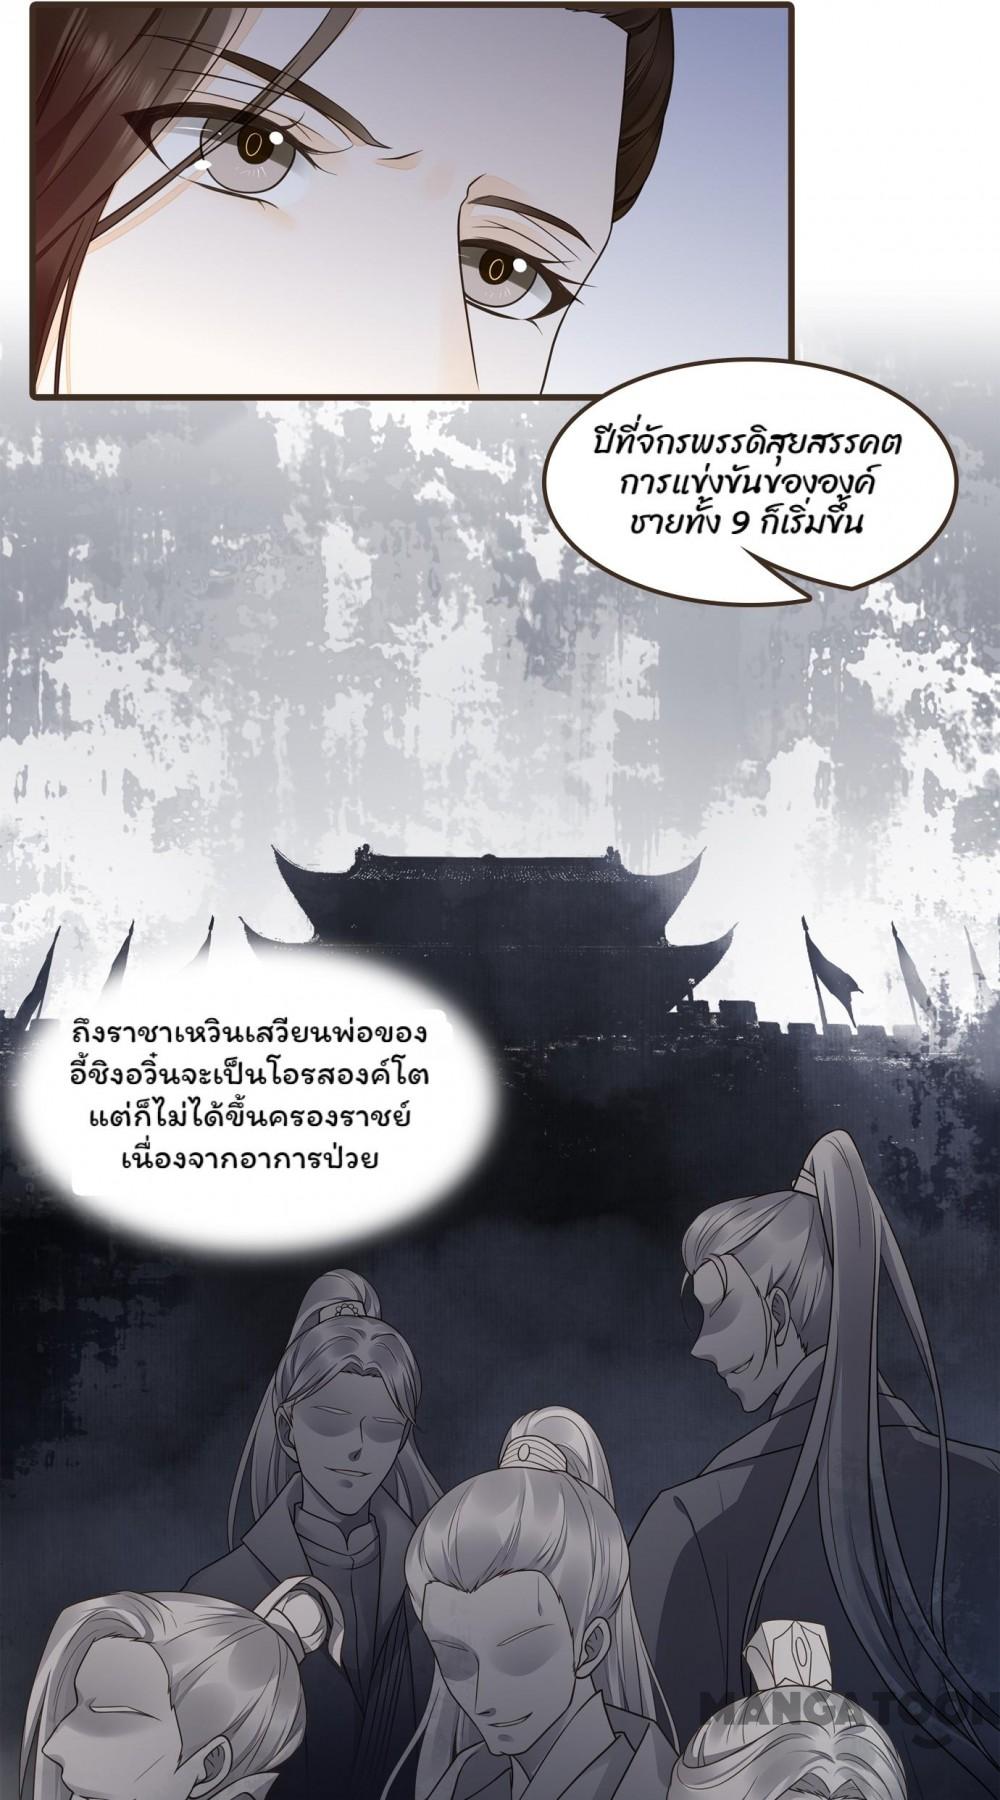 ปีที่จักรพรรดิสุยสรรคต
การแข่งขันขององค์
ชายทั้ง 9 ก็เริ่มขึ้น
ถึงราชาเหวินเสวียนพ่อของ
อี้ชิงอวิ๋นจะเป็นโอรสองค์โต
แต่ก็ไม่ได้ขึ้นครองราชย์
เนื่องจากอาการป่วย
MANGATOON